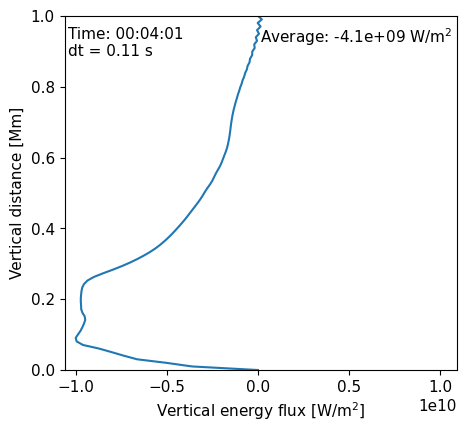 Time: 00:04:01
dt = 0.11 s
Average: -4.1e+09 W/m²
Vertical distance [Mm]
1.0
0.8
0.6
0.4
0.2
0.0
−1.0 −0.5 0.0 0.5 1.0
1e10
Vertical energy flux [W/m²]